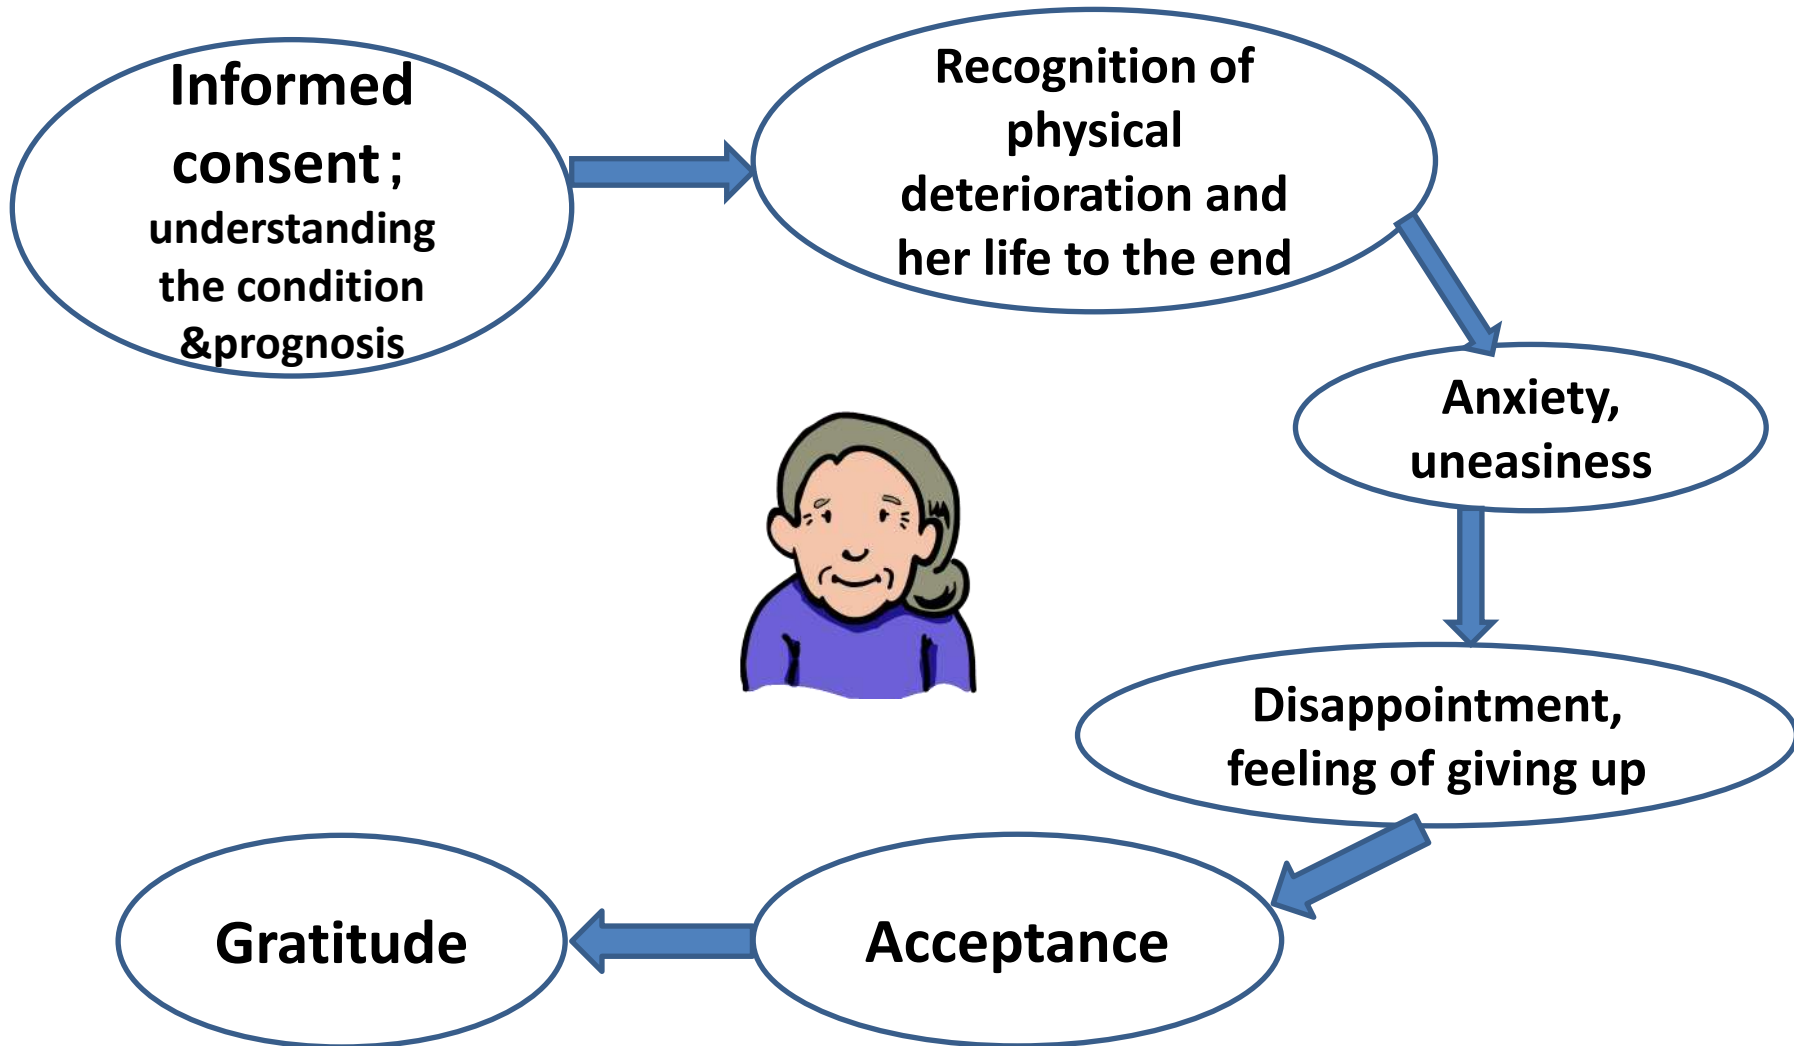 Informed
consent ;
understanding
the condition
&prognosis
Recognition of
physical
deterioration and
her life to the end
Anxiety,
uneasiness
Disappointment,
feeling of giving up
Acceptance
Gratitude